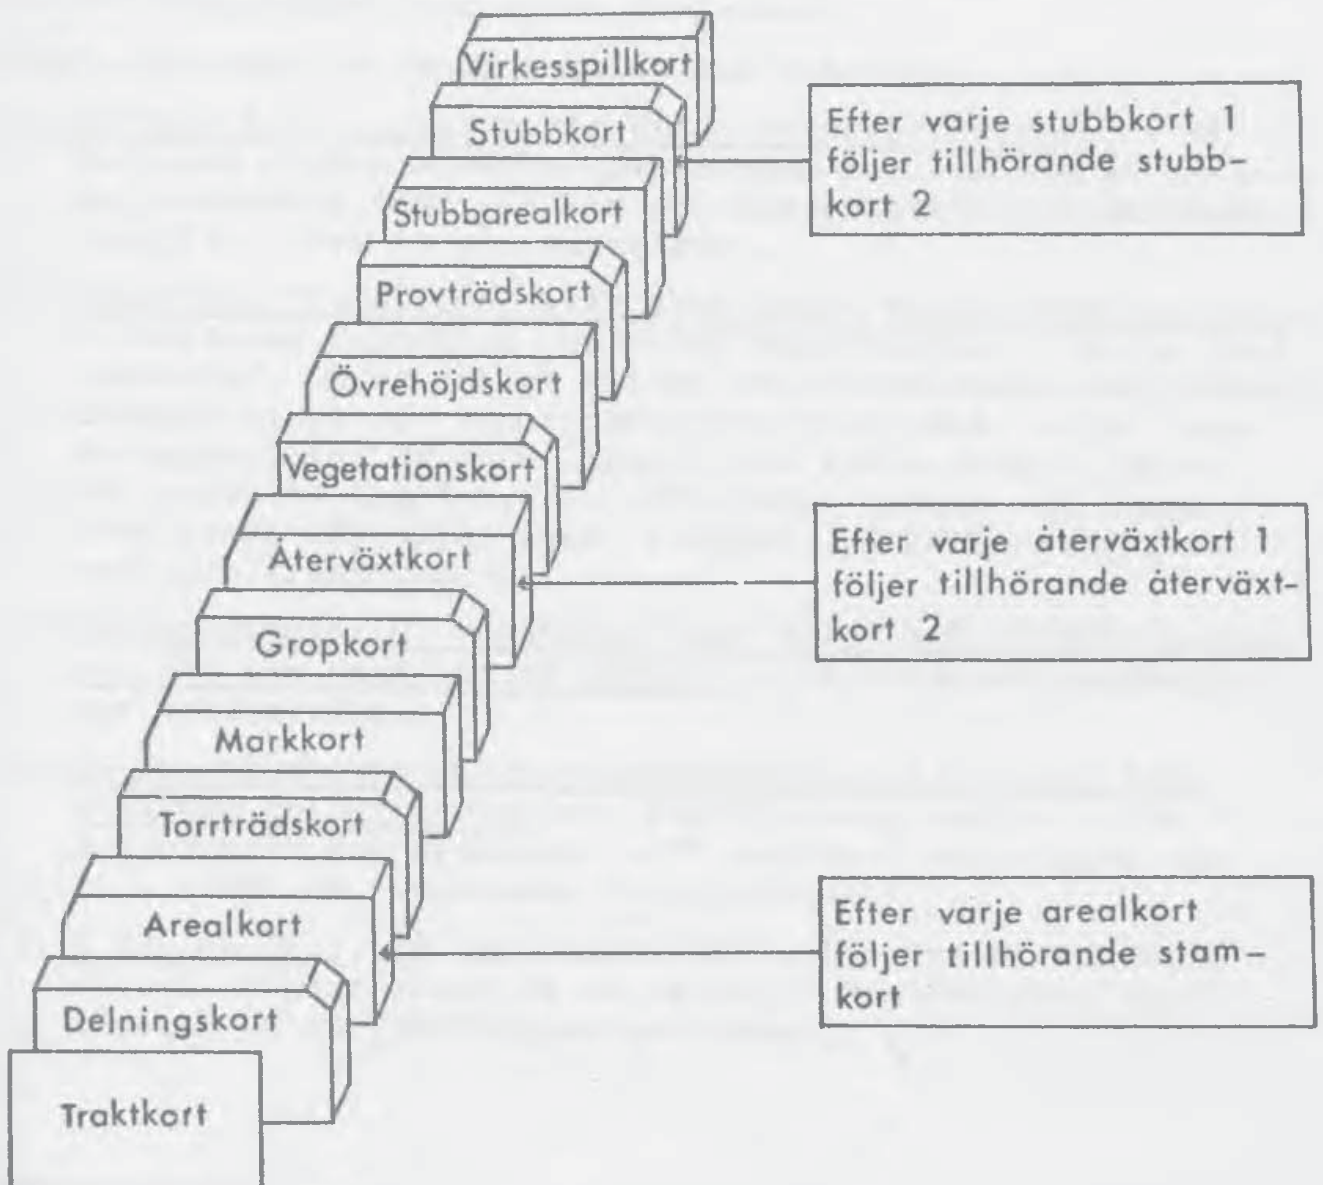 Virkesspillkort
Stubbkort
Efter varje stubbkort 1
följer tillhörande stubb-
kort 2
Stubbarealkort
Provträdskort
Övrehöjdskort
Vegetationskort
Återväxtkort
Efter varje återväxtkort 1
följer tillhörande återväxt-
kort 2
Gropkort
Markkort
Torrträdskort
Arealkort
Efter varje arealkort
följer tillhörande stam-
kort
Delningskort
Traktkort